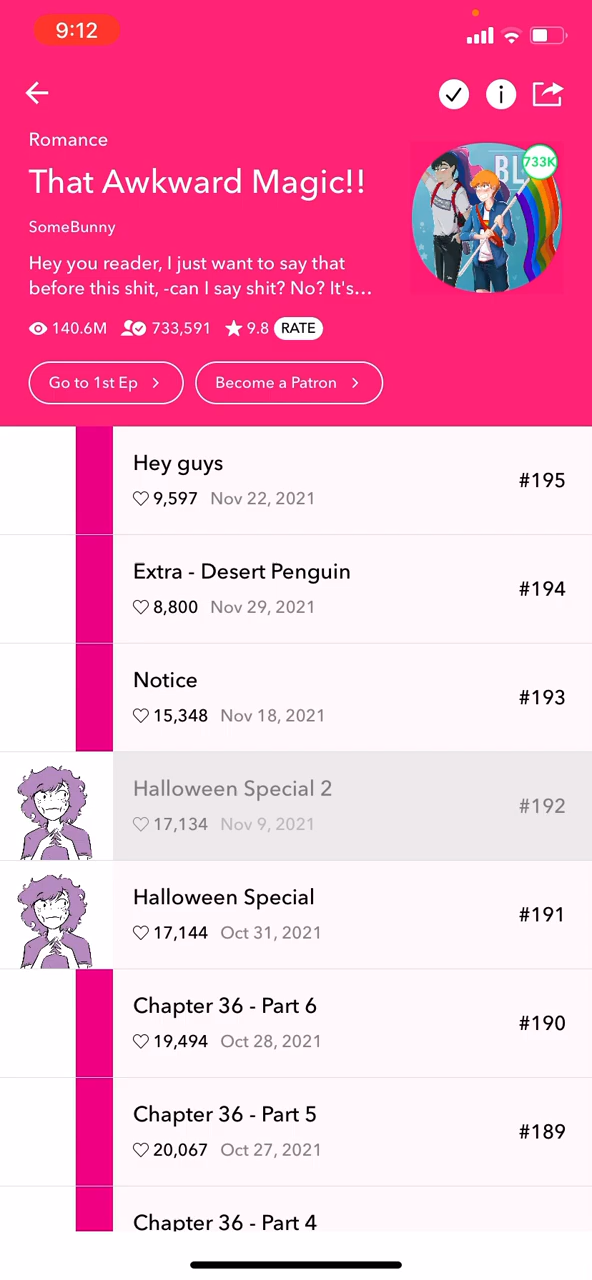 9:12
Romance
That Awkward Magic!!
BL
733K
SomeBunny
Hey you reader, I just want to say that
before this shit, -can I say shit? No? It's...
140.6M 733,591 9.8 RATE
Go to 1st Ep > Become a Patron >
Hey guys
#195
9,597 Nov 22, 2021
Extra - Desert Penguin
#194
8,800 Nov 29, 2021
Notice
#193
15,348 Nov 18, 2021
Halloween Special 2
#192
17,134 Nov 9, 2021
Halloween Special
#191
17,144 Oct 31, 2021
Chapter 36 - Part 6
#190
19,494 Oct 28, 2021
Chapter 36 - Part 5
#189
20,067 Oct 27, 2021
Chapter 36 - Part 4